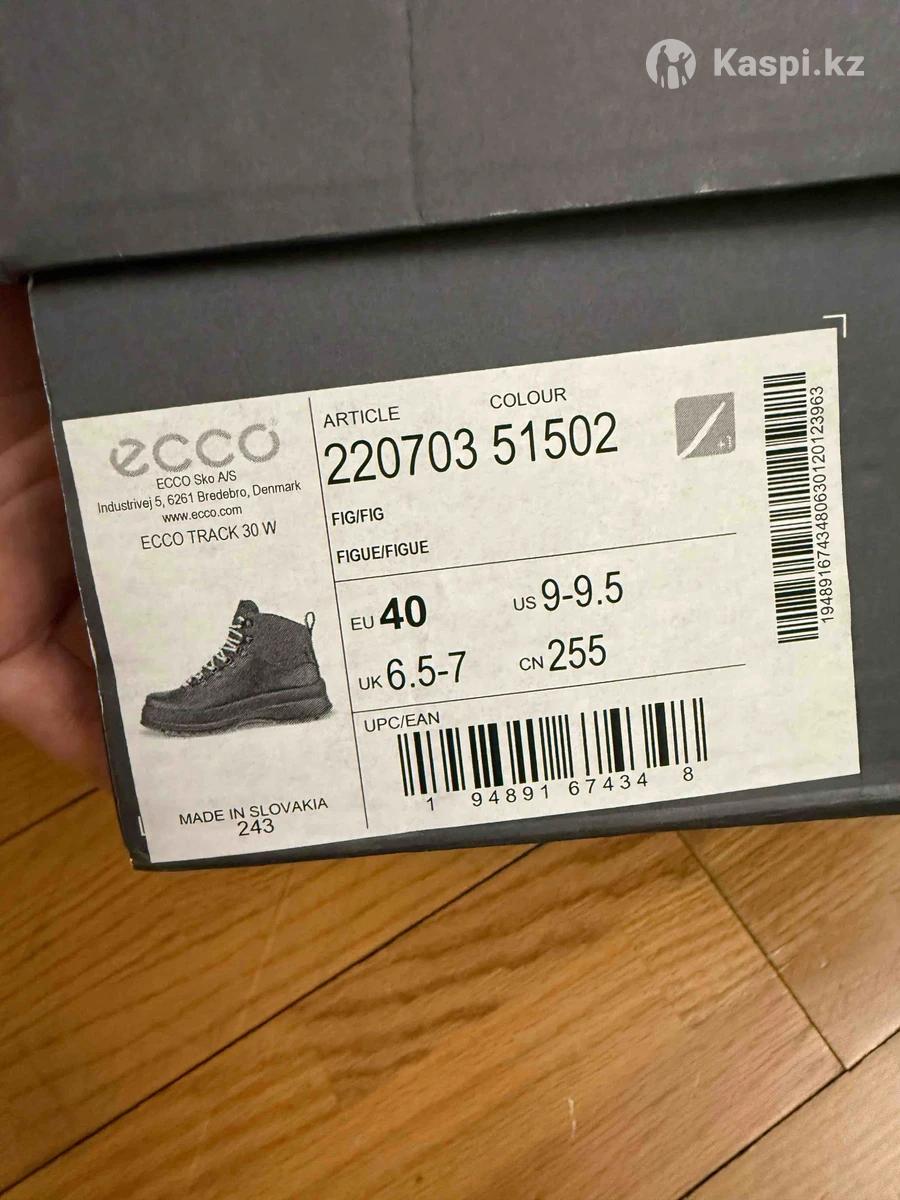 Kaspi.kz
ecco
ECCO Sko A/S
Industrivej 5, 6261 Bredebro, Denmark
www.ecco.com
ECCO TRACK 30 W
MADE IN SLOVAKIA
243
ARTICLE COLOUR
220703 51502
+1
FIG/FIG
FIGUE/FIGUE
EU 40 US 9-9.5
UK 6.5-7 CN 255
UPC/EAN
1 94891 67434 8
1948916743480630120123963